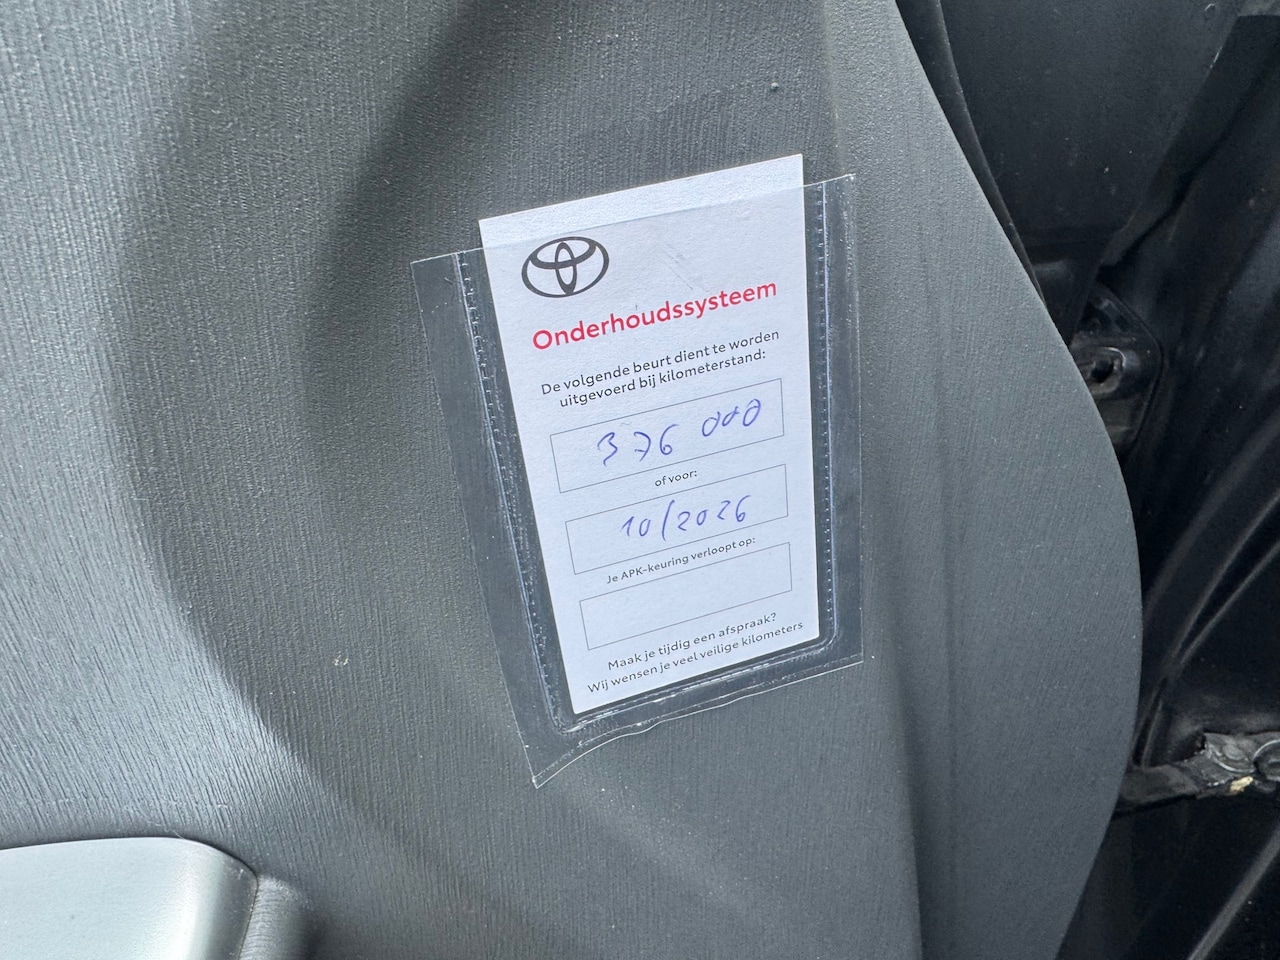 Onderhoudssysteem
De volgende beurt dient te worden
uitgevoerd bij kilometerstand:
376 000
of voor:
10/2026
Je APK-keuring verloopt op:
Maak je tijdig een afspraak?
Wij wensen je veel veilige kilometers